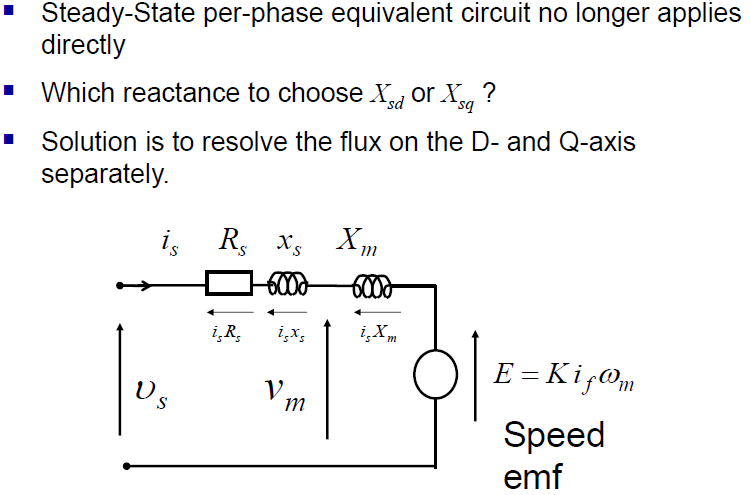 ▪ Steady-State per-phase equivalent circuit no longer applies
directly
▪ Which reactance to choose X_sd or X_sq ?
▪ Solution is to resolve the flux on the D- and Q-axis
separately.
i_s R_s x_s X_m
i_sR_s i_sx_s i_sX_m
υ_s v_m E = K i_f ω_m
Speed
emf